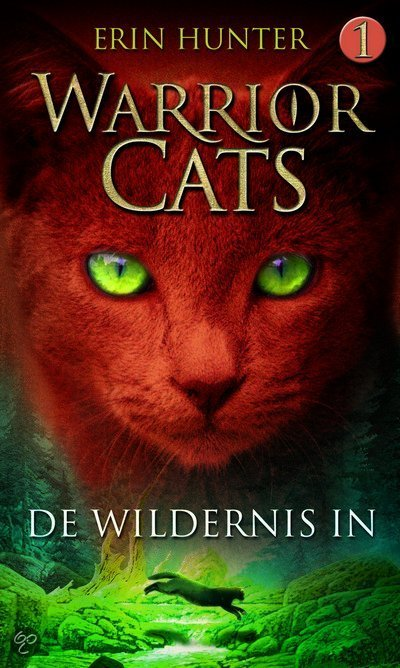 ERIN HUNTER
1
WARRIOR
CATS
DE WILDERNIS IN